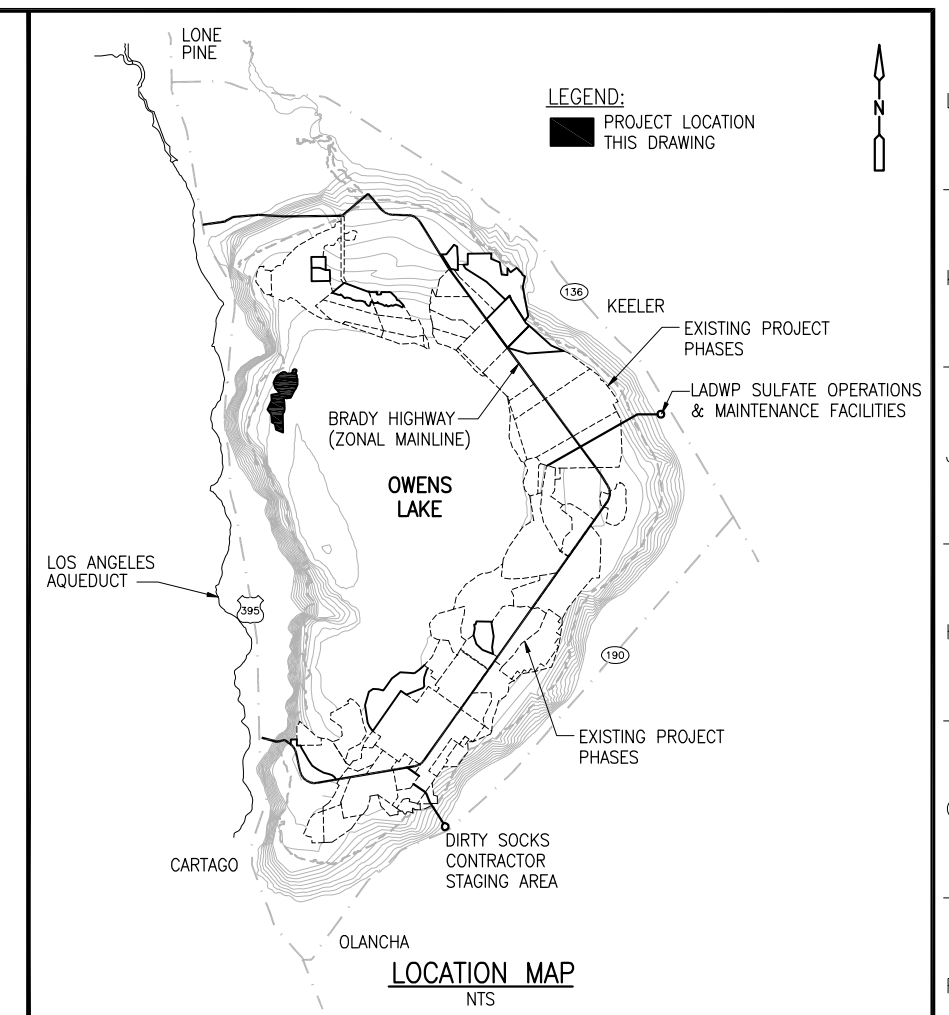 LONE
PINE
LEGEND:
PROJECT LOCATION
THIS DRAWING
N
136
KEELER
EXISTING PROJECT
PHASES
LADWP SULFATE OPERATIONS
& MAINTENANCE FACILITIES
BRADY HIGHWAY
(ZONAL MAINLINE)
OWENS
LAKE
LOS ANGELES
AQUEDUCT
395
190
EXISTING PROJECT
PHASES
DIRTY SOCKS
CONTRACTOR
STAGING AREA
CARTAGO
OLANCHA
LOCATION MAP
NTS